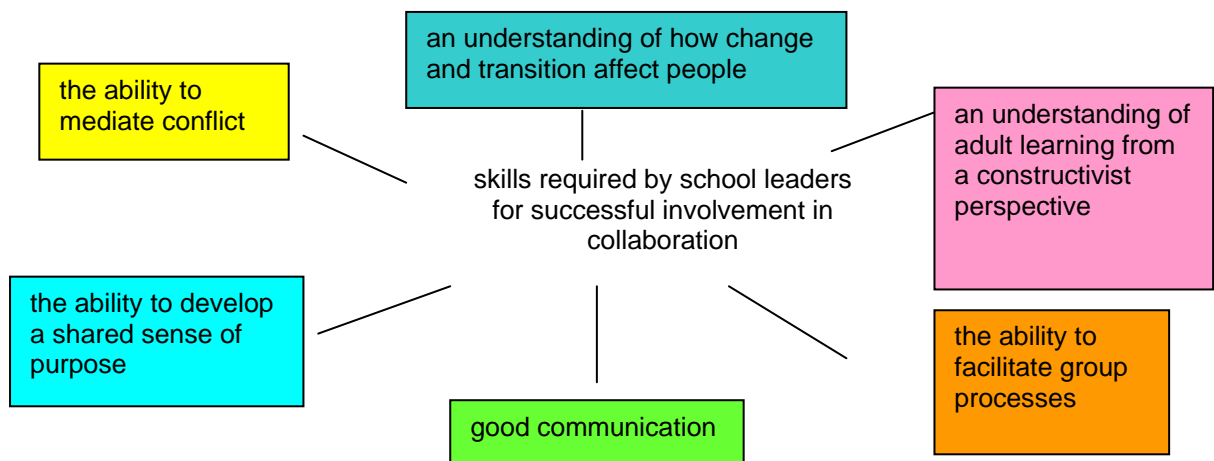 an understanding of how change
and transition affect people
the ability to
mediate conflict
an understanding of
adult learning from
a constructivist
perspective
skills required by school leaders
for successful involvement in
collaboration
the ability to develop
a shared sense of
purpose
the ability to
facilitate group
processes
good communication